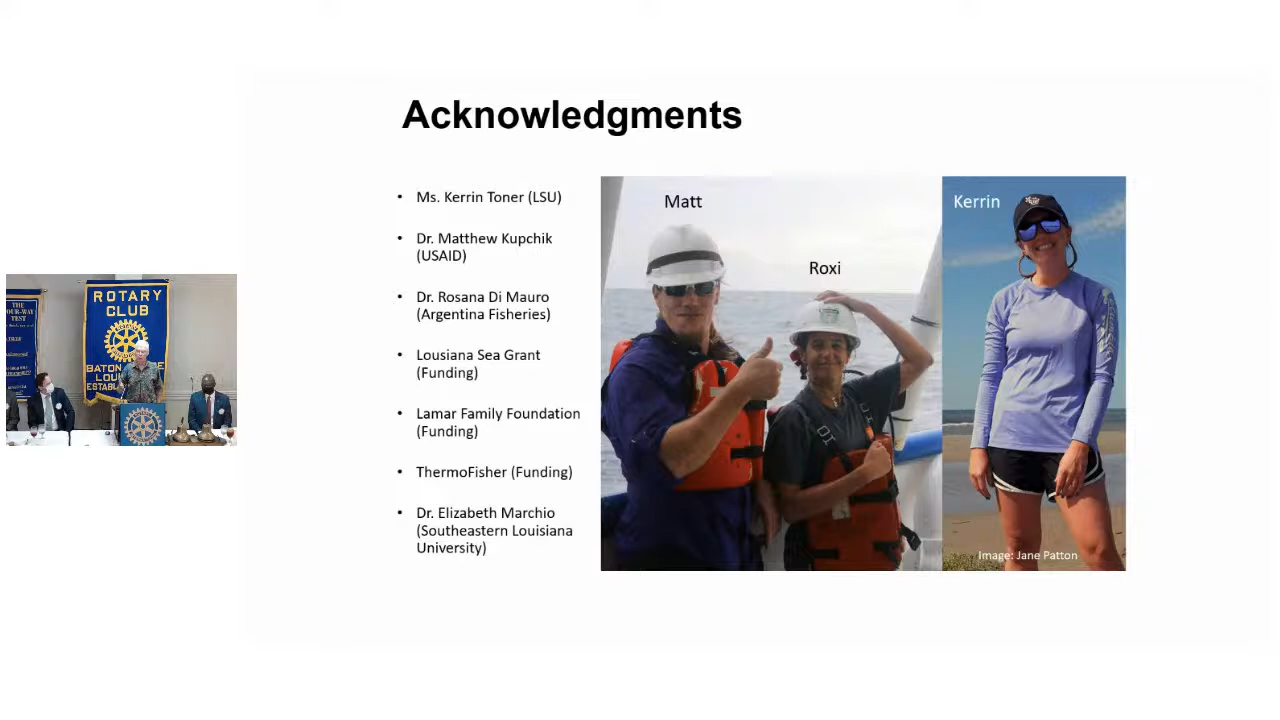 Acknowledgments
• Ms. Kerrin Toner (LSU)
• Dr. Matthew Kupchik
(USAID)
• Dr. Rosana Di Mauro
(Argentina Fisheries)
• Lousiana Sea Grant
(Funding)
• Lamar Family Foundation
(Funding)
• ThermoFisher (Funding)
• Dr. Elizabeth Marchio
(Southeastern Louisiana
University)
Matt
Roxi
Kerrin
Image: Jane Patton
THE
TEST
ROTARY
CLUB